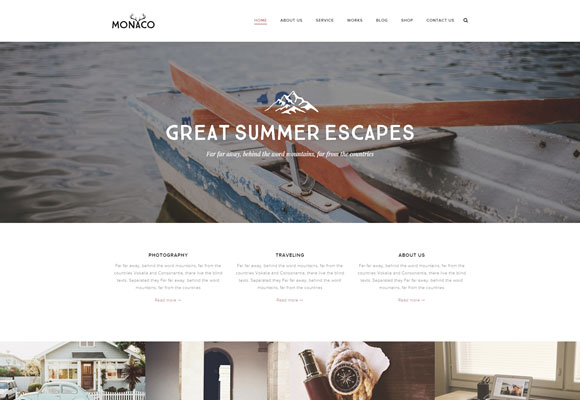 MONACO
HOME ABOUT US SERVICE WORKS BLOG SHOP CONTACT US
GREAT SUMMER ESCAPES
Far far away, behind the word mountains, far from the countries
PHOTOGRAPHY
Far far away, behind the word mountains, far from the
countries Vokalia and Consonantia, there live the blind
texts. Separated they Far far away, behind the word
mountains, far from the countries
Read more
TRAVELING
Far far away, behind the word mountains, far from the
countries Vokalia and Consonantia, there live the blind
texts. Separated they Far far away, behind the word
mountains, far from the countries
Read more
ABOUT US
Far far away, behind the word mountains, far from the
countries Vokalia and Consonantia, there live the blind
texts. Separated they Far far away, behind the word
mountains, far from the countries
Read more